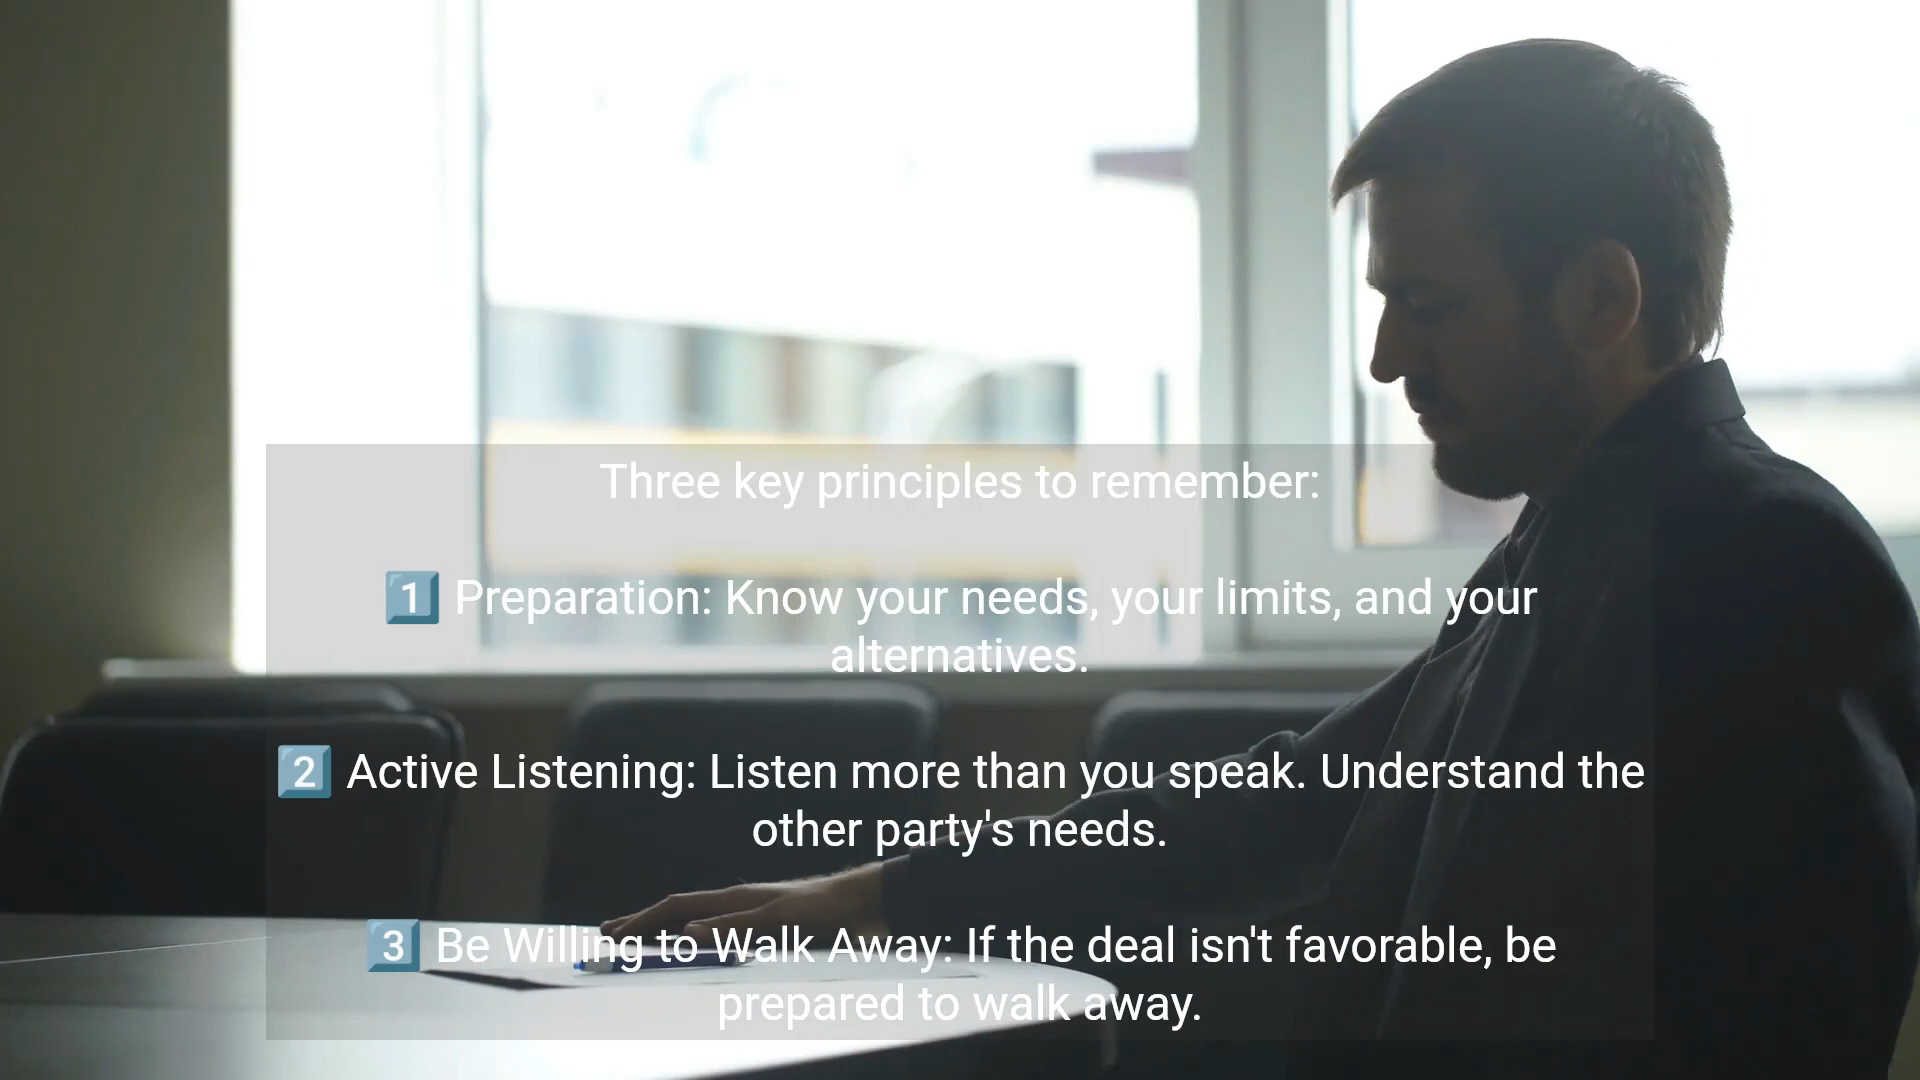 Three key principles to remember:
1️⃣ Preparation: Know your needs, your limits, and your
alternatives.
2️⃣ Active Listening: Listen more than you speak. Understand the
other party's needs.
3️⃣ Be Willing to Walk Away: If the deal isn't favorable, be
prepared to walk away.